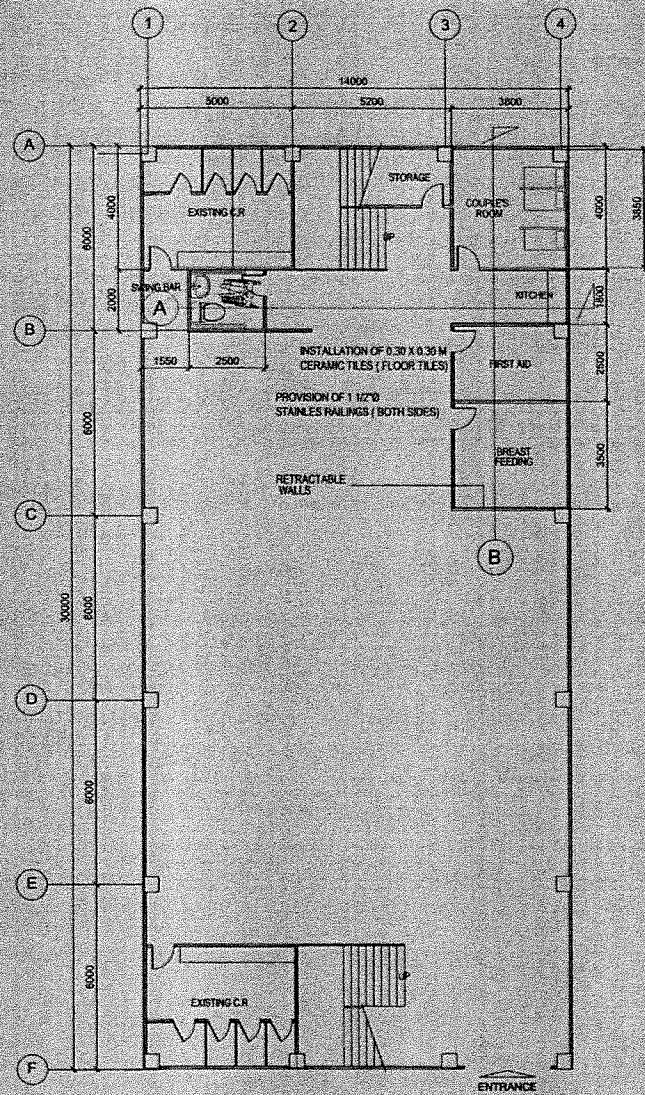 1
2
3
4
14000
5000
5200
3800
A
B
C
D
E
F
30000
6000
6000
6000
6000
6000
4000
2000
EXISTING C.R
STORAGE
UP
COUPLE'S
ROOM
4000
3850
SWING BAR
A
KITCHEN
1800
1550
2500
INSTALLATION OF 0.30 X 0.30 M
CERAMIC TILES ( FLOOR TILES)
FIRST AID
2500
PROVISION OF 1 1/2"Ø
STAINLES RAILINGS ( BOTH SIDES)
BREAST
FEEDING
3500
RETRACTABLE
WALLS
B
EXISTING C.R
UP
ENTRANCE